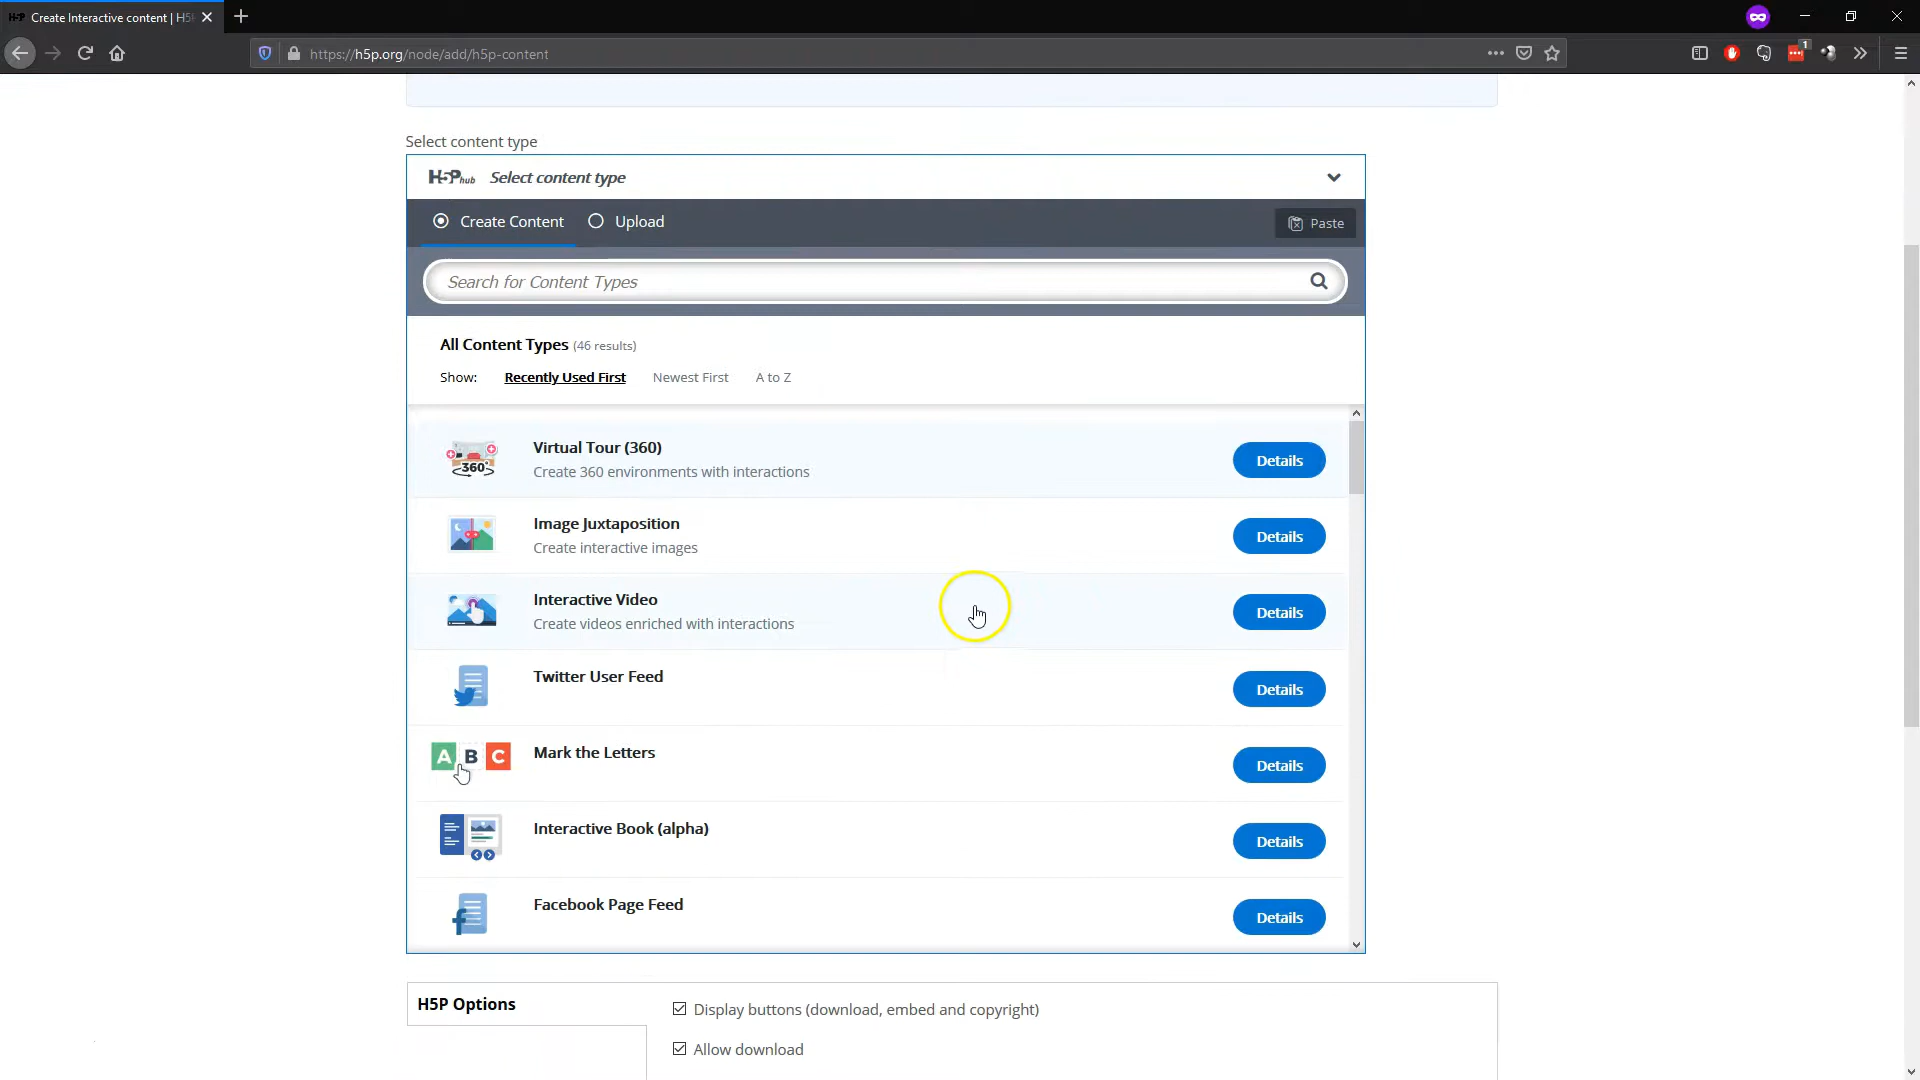 H5P Create Interactive content | H5
https://h5p.org/node/add/h5p-content
1
Select content type
H5Phub Select content type
Create Content Upload Paste
Search for Content Types
All Content Types (46 results)
Show: Recently Used First Newest First A to Z
Virtual Tour (360)
Create 360 environments with interactions
Details
360°
Image Juxtaposition
Create interactive images
Details
Interactive Video
Create videos enriched with interactions
Details
Twitter User Feed
Details
A B C
Mark the Letters
Details
Interactive Book (alpha)
Details
Facebook Page Feed
Details
H5P Options
Display buttons (download, embed and copyright)
Allow download